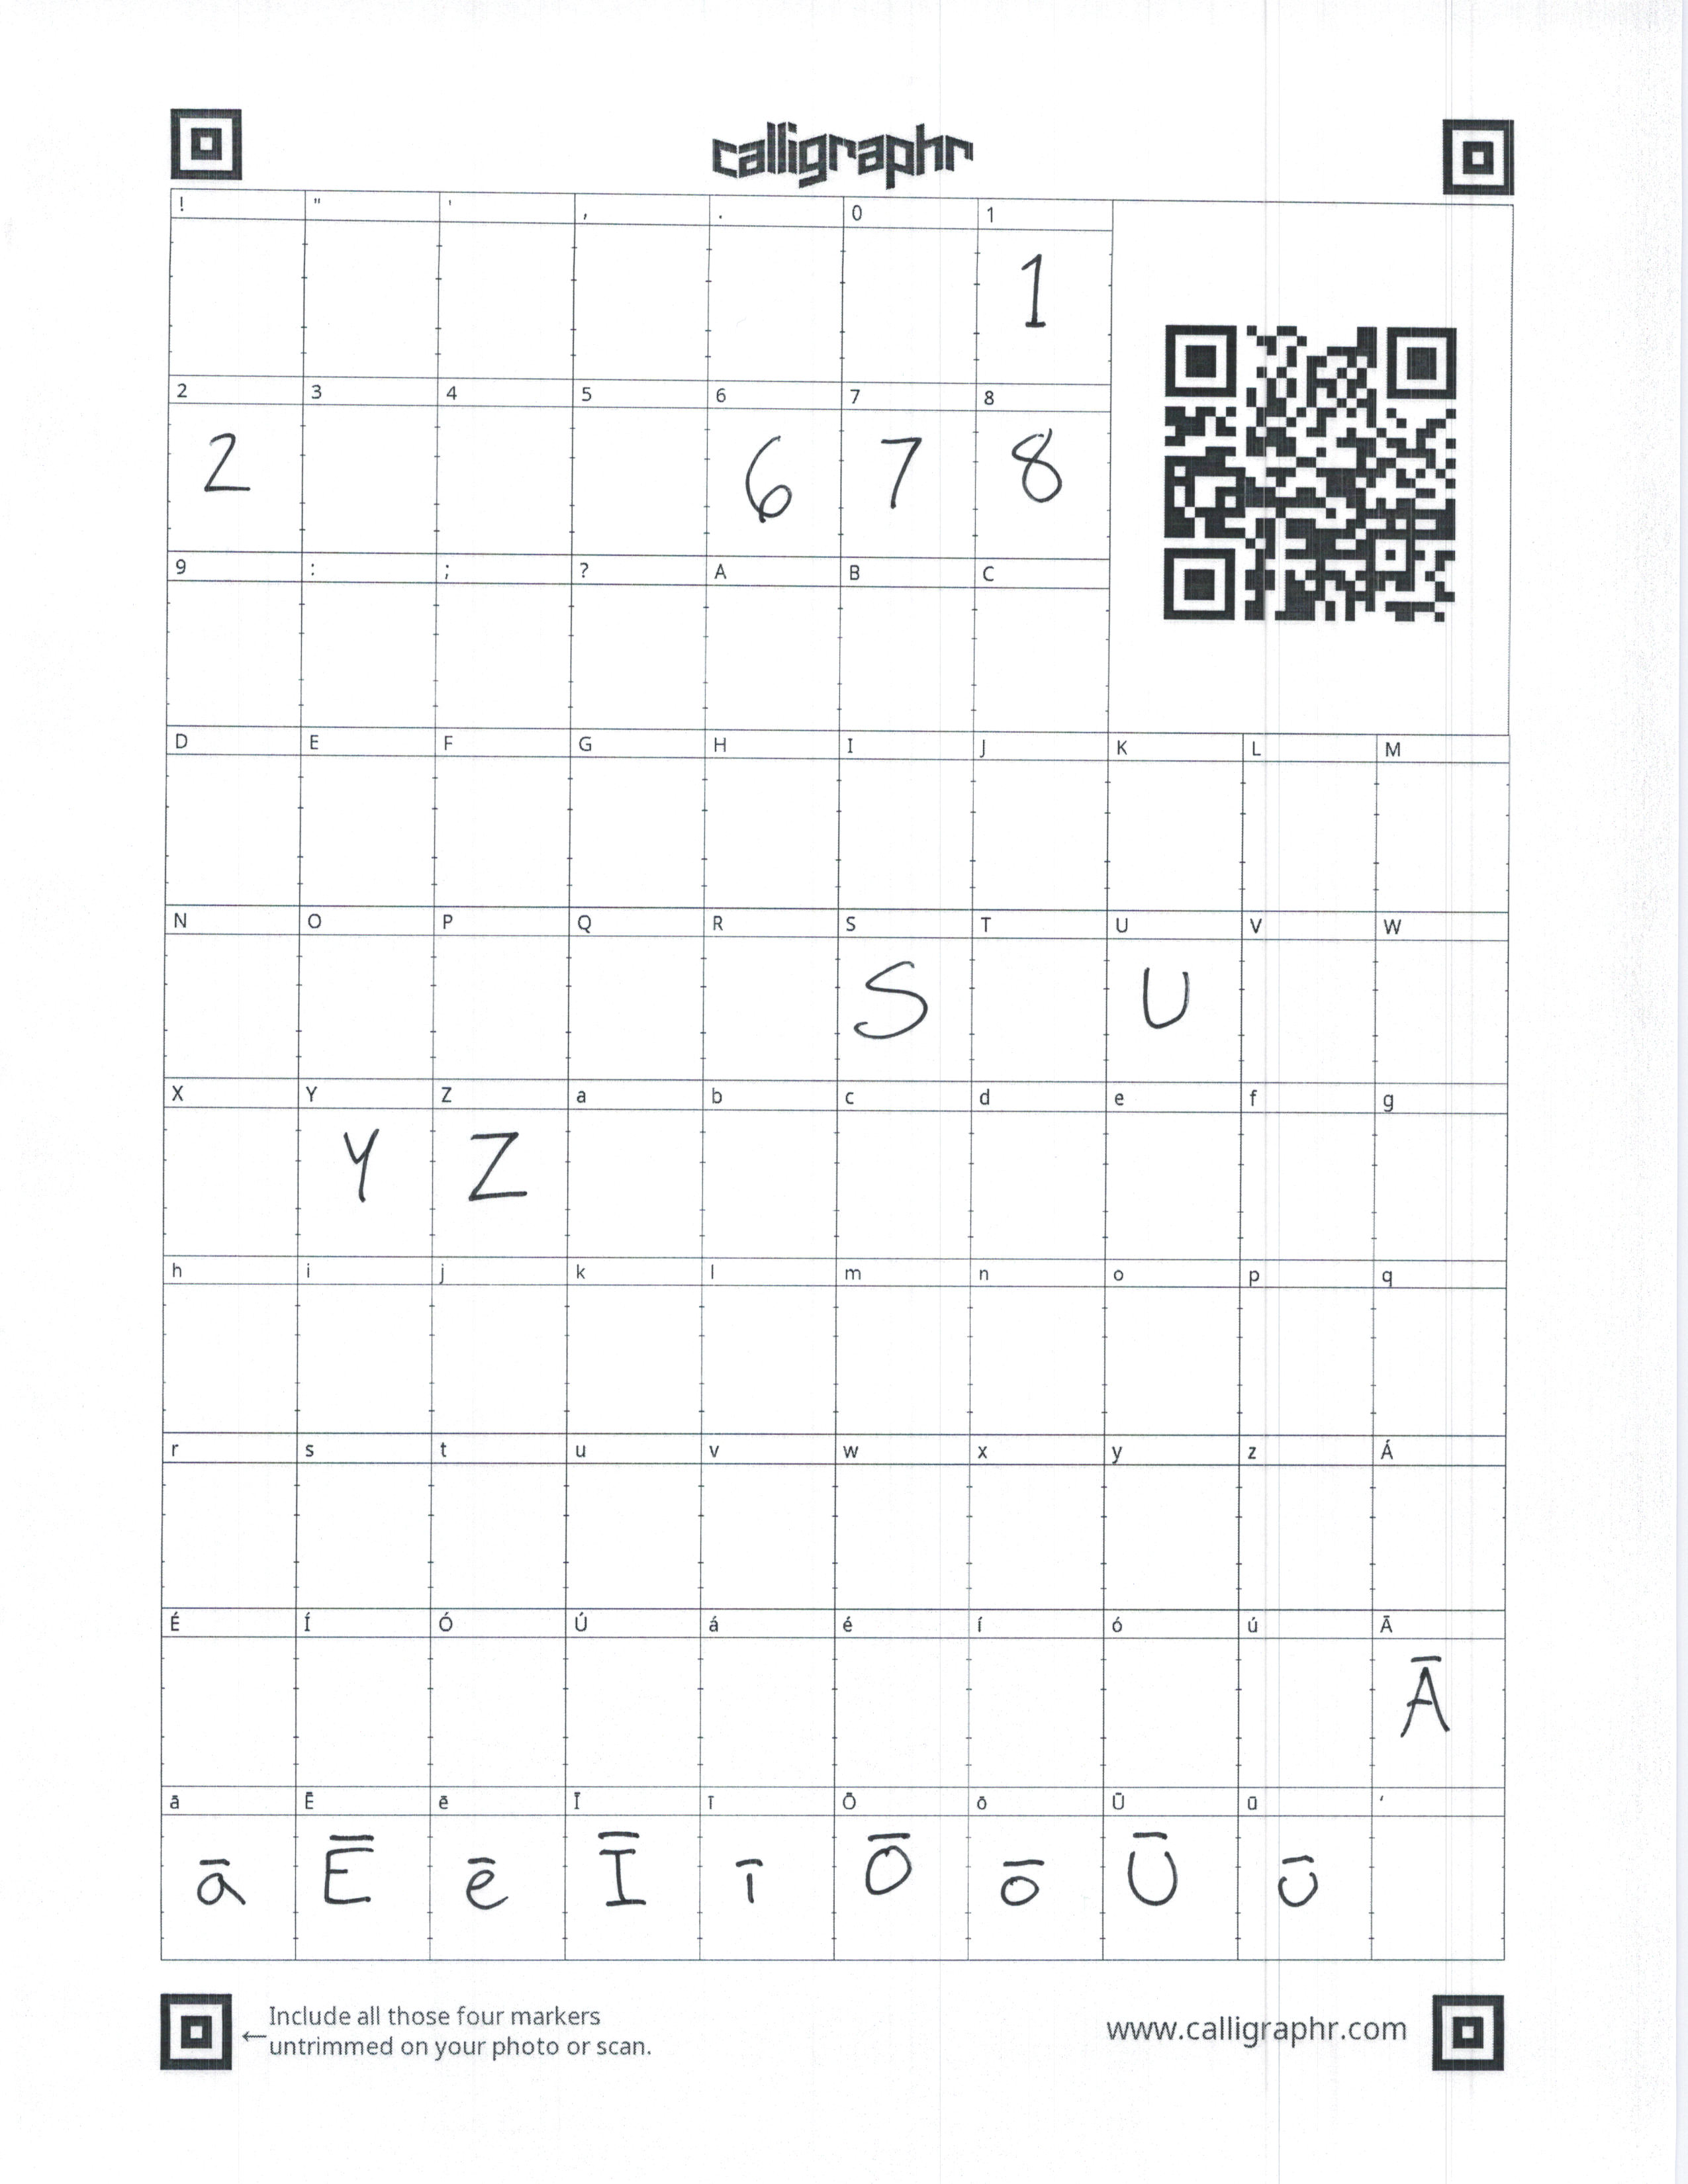 calligraphr
! " ' , . 0 1
1
2 3 4 5 6 7 8
2 6 7 8
9 : ; ? A B C
D E F G H I J K L M
N O P Q R S T U V W
S U
X Y Z a b c d e f g
Y Z
h i j k l m n o p q
r s t u v w x y z Á
É Í Ó Ú á é í ó ú Ā
Ā
ā Ē ē Ī ī Ō ō Ū ū ‘
ā Ē ē Ī ī Ō ō Ū ū
Include all those four markers
←untrimmed on your photo or scan.
www.calligraphr.com